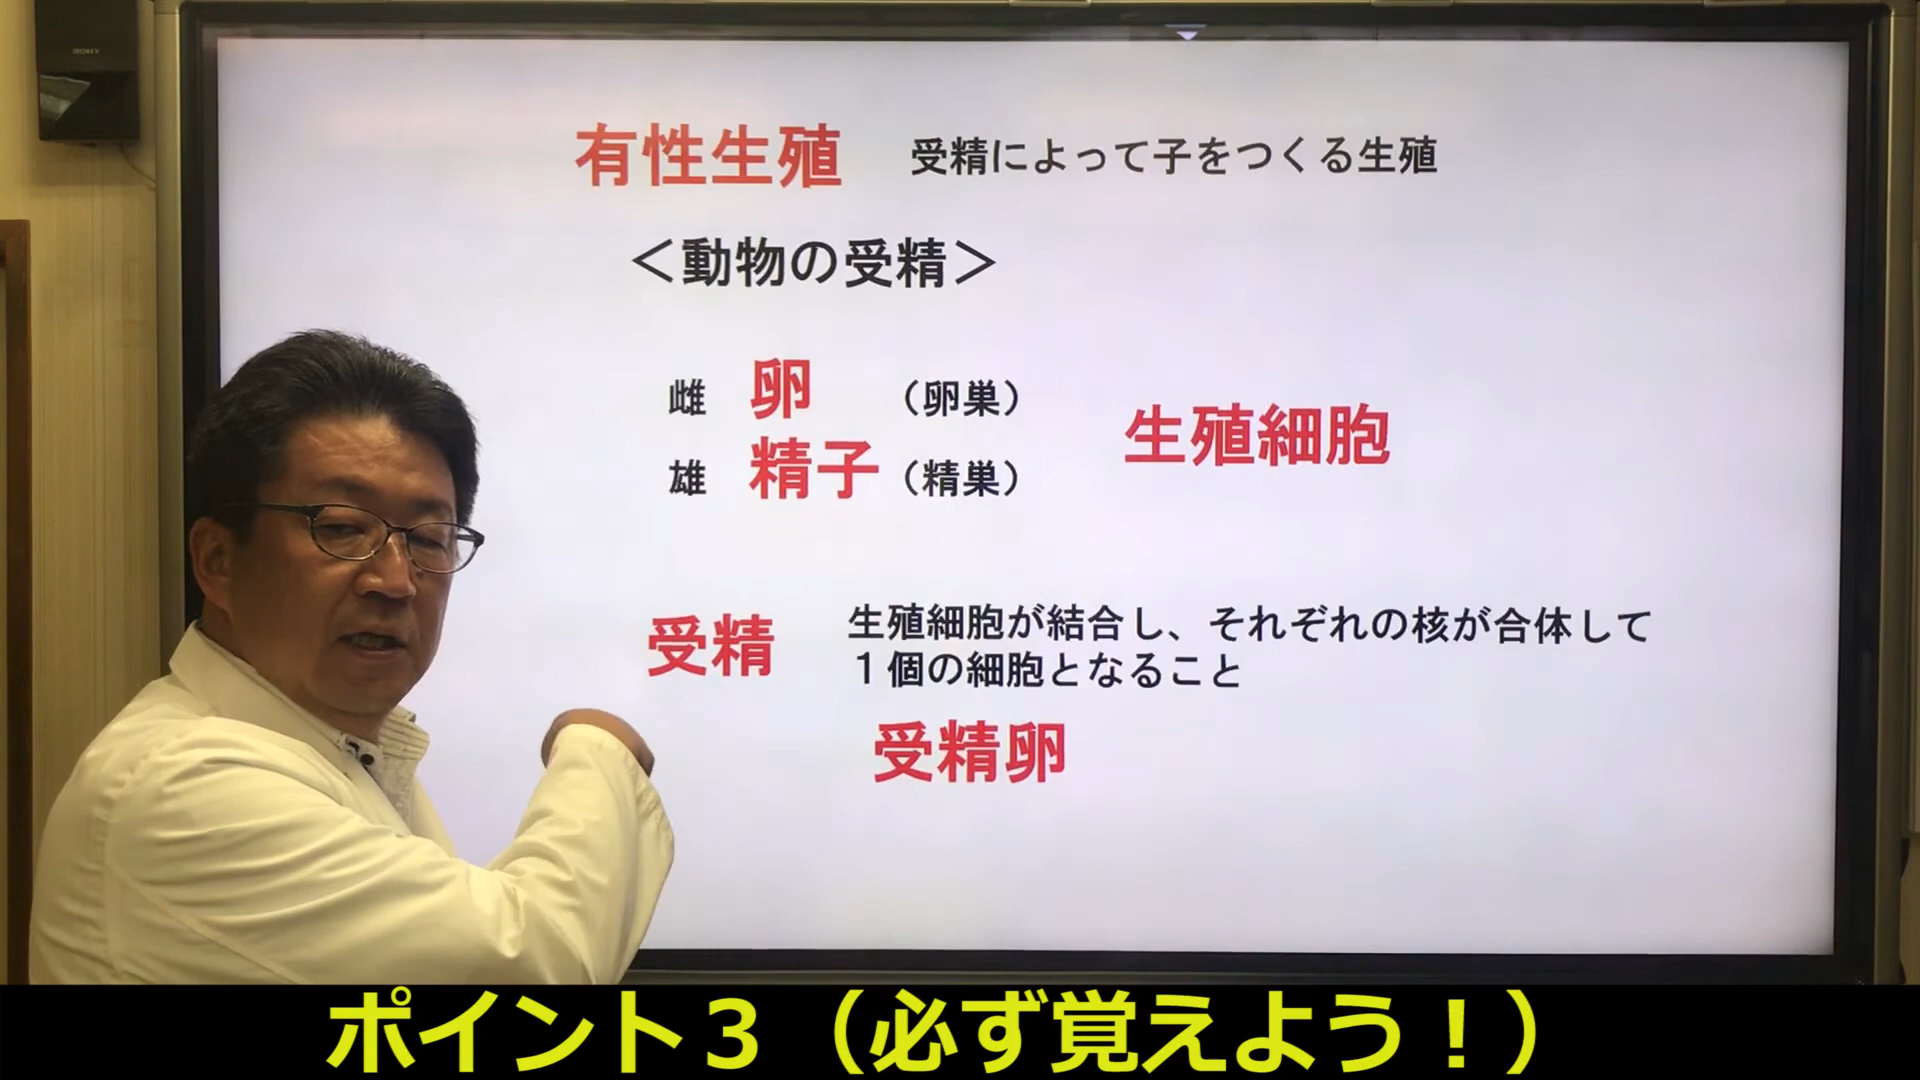 SONY
有性生殖 受精によって子をつくる生殖
＜動物の受精＞
雌 卵 （卵巣）
雄 精子 （精巣）
生殖細胞
受精 生殖細胞が結合し、それぞれの核が合体して
１個の細胞となること
受精卵
ポイント３（必ず覚えよう！）